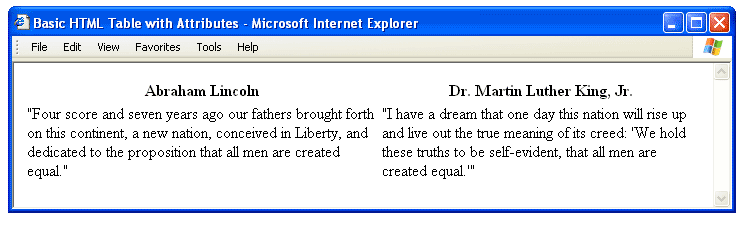 Basic HTML Table with Attributes - Microsoft Internet Explorer
File Edit View Favorites Tools Help
Abraham Lincoln
"Four score and seven years ago our fathers brought forth
on this continent, a new nation, conceived in Liberty, and
dedicated to the proposition that all men are created
equal."
Dr. Martin Luther King, Jr.
"I have a dream that one day this nation will rise up
and live out the true meaning of its creed: 'We hold
these truths to be self-evident, that all men are
created equal.'"